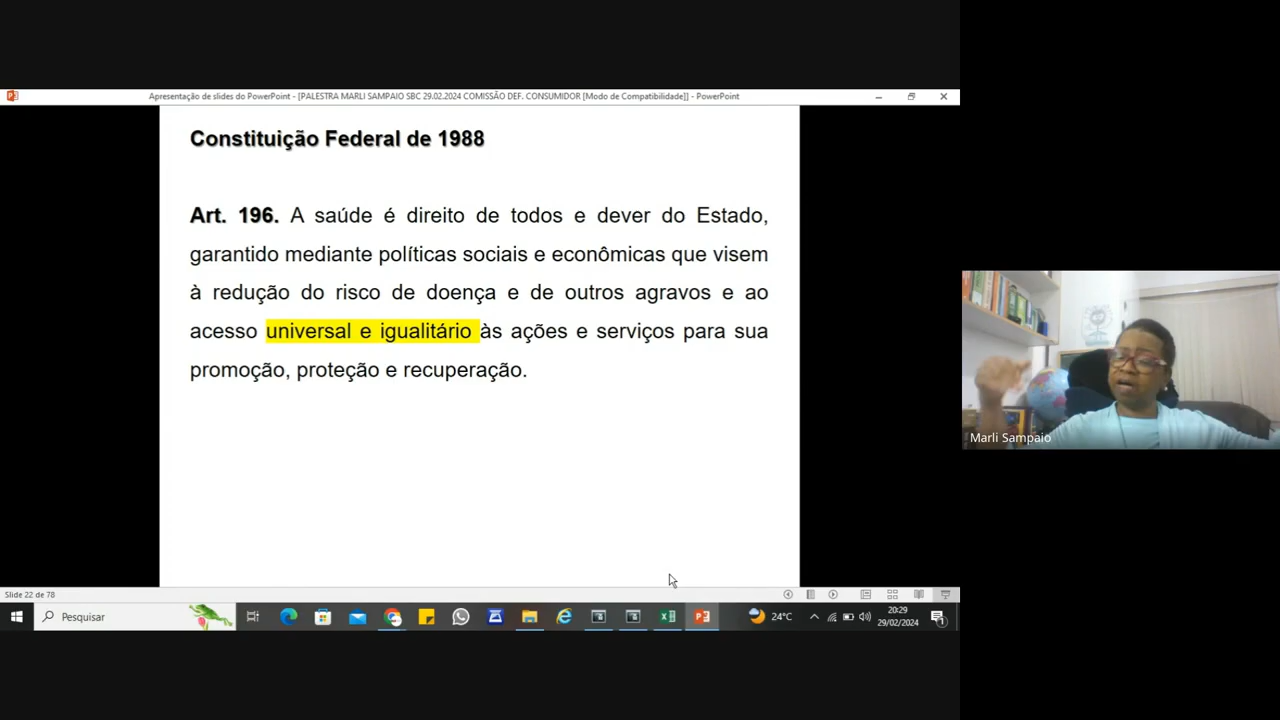 Apresentação de slides do PowerPoint - [PALESTRA MARLI SAMPAIO SBC 29.02.2024 COMISSÃO DEF. CONSUMIDOR [Modo de Compatibilidade]] - PowerPoint
Constituição Federal de 1988
Art. 196. A saúde é direito de todos e dever do Estado,
garantido mediante políticas sociais e econômicas que visem
à redução do risco de doença e de outros agravos e ao
acesso universal e igualitário às ações e serviços para sua
promoção, proteção e recuperação.
Marli Sampaio
Slide 22 de 78
Pesquisar
24°C
20:29
29/02/2024
1